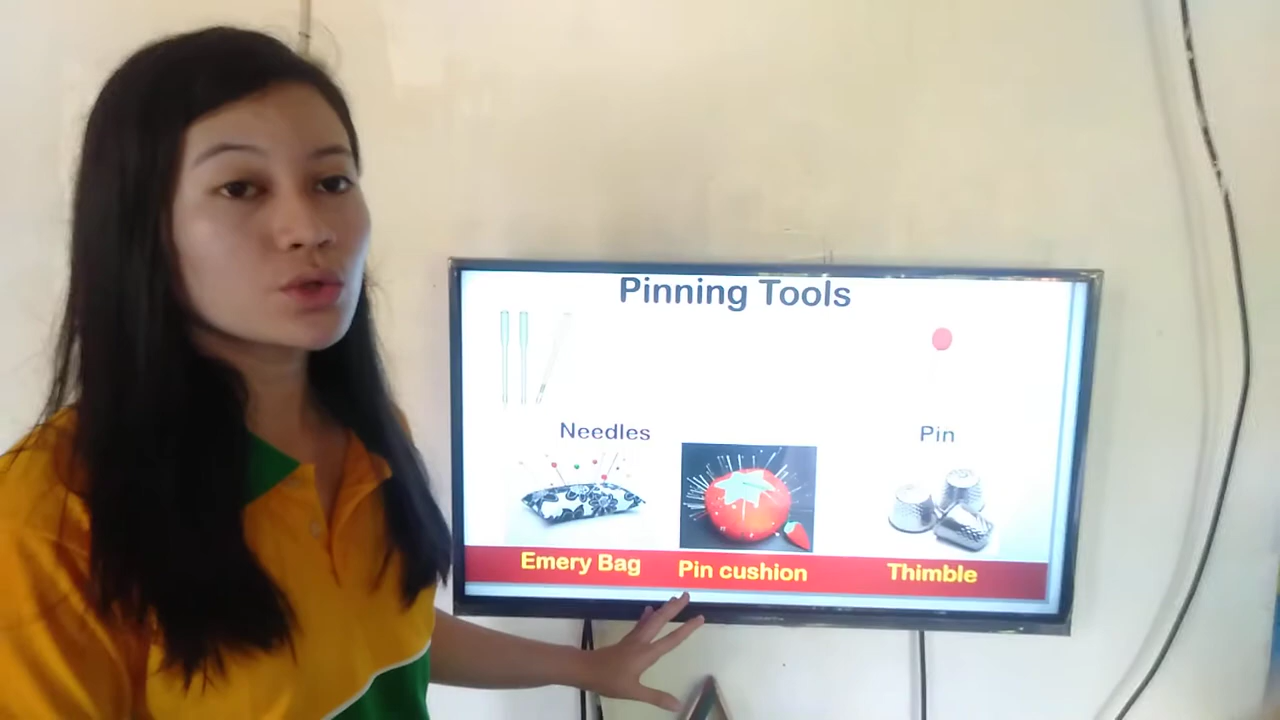 Pinning Tools
Needles
Pin
Emery Bag
Pin cushion
Thimble